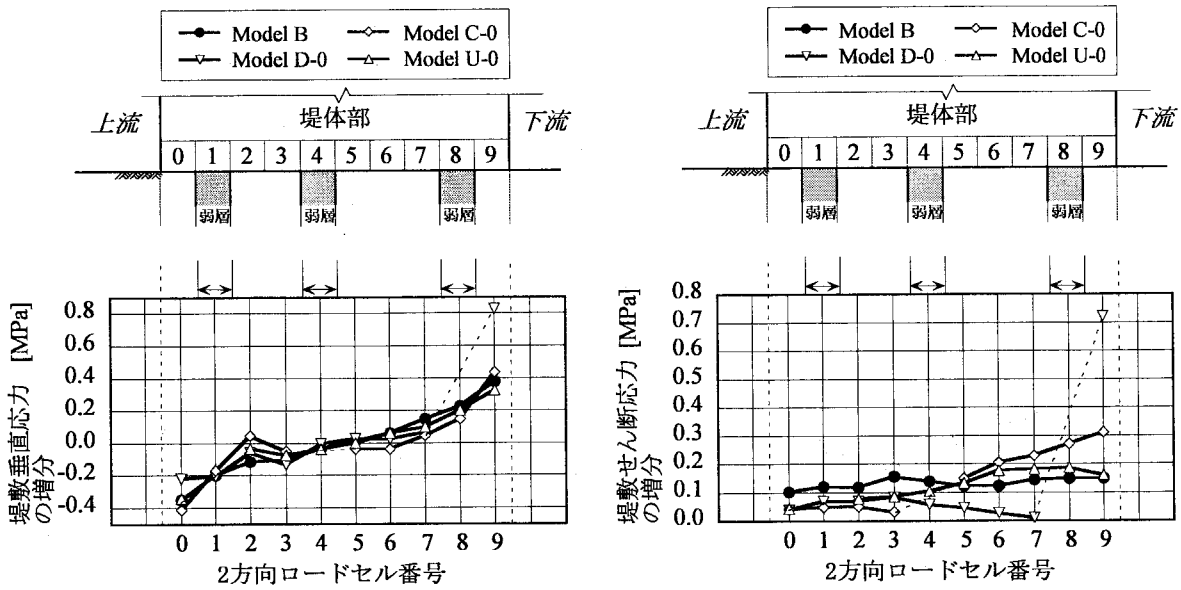 Model B Model C-0
Model D-0 Model U-0
上流 堤体部 下流
0 1 2 3 4 5 6 7 8 9
弱層 弱層 弱層
堤敷垂直応力 [MPa]
の増分
0.8
0.6
0.4
0.2
0.0
-0.2
-0.4
0 1 2 3 4 5 6 7 8 9
2方向ロードセル番号
Model B Model C-0
Model D-0 Model U-0
上流 堤体部 下流
0 1 2 3 4 5 6 7 8 9
弱層 弱層 弱層
堤敷せん断応力 [MPa]
の増分
0.8
0.7
0.6
0.5
0.4
0.3
0.2
0.1
0.0
0 1 2 3 4 5 6 7 8 9
2方向ロードセル番号